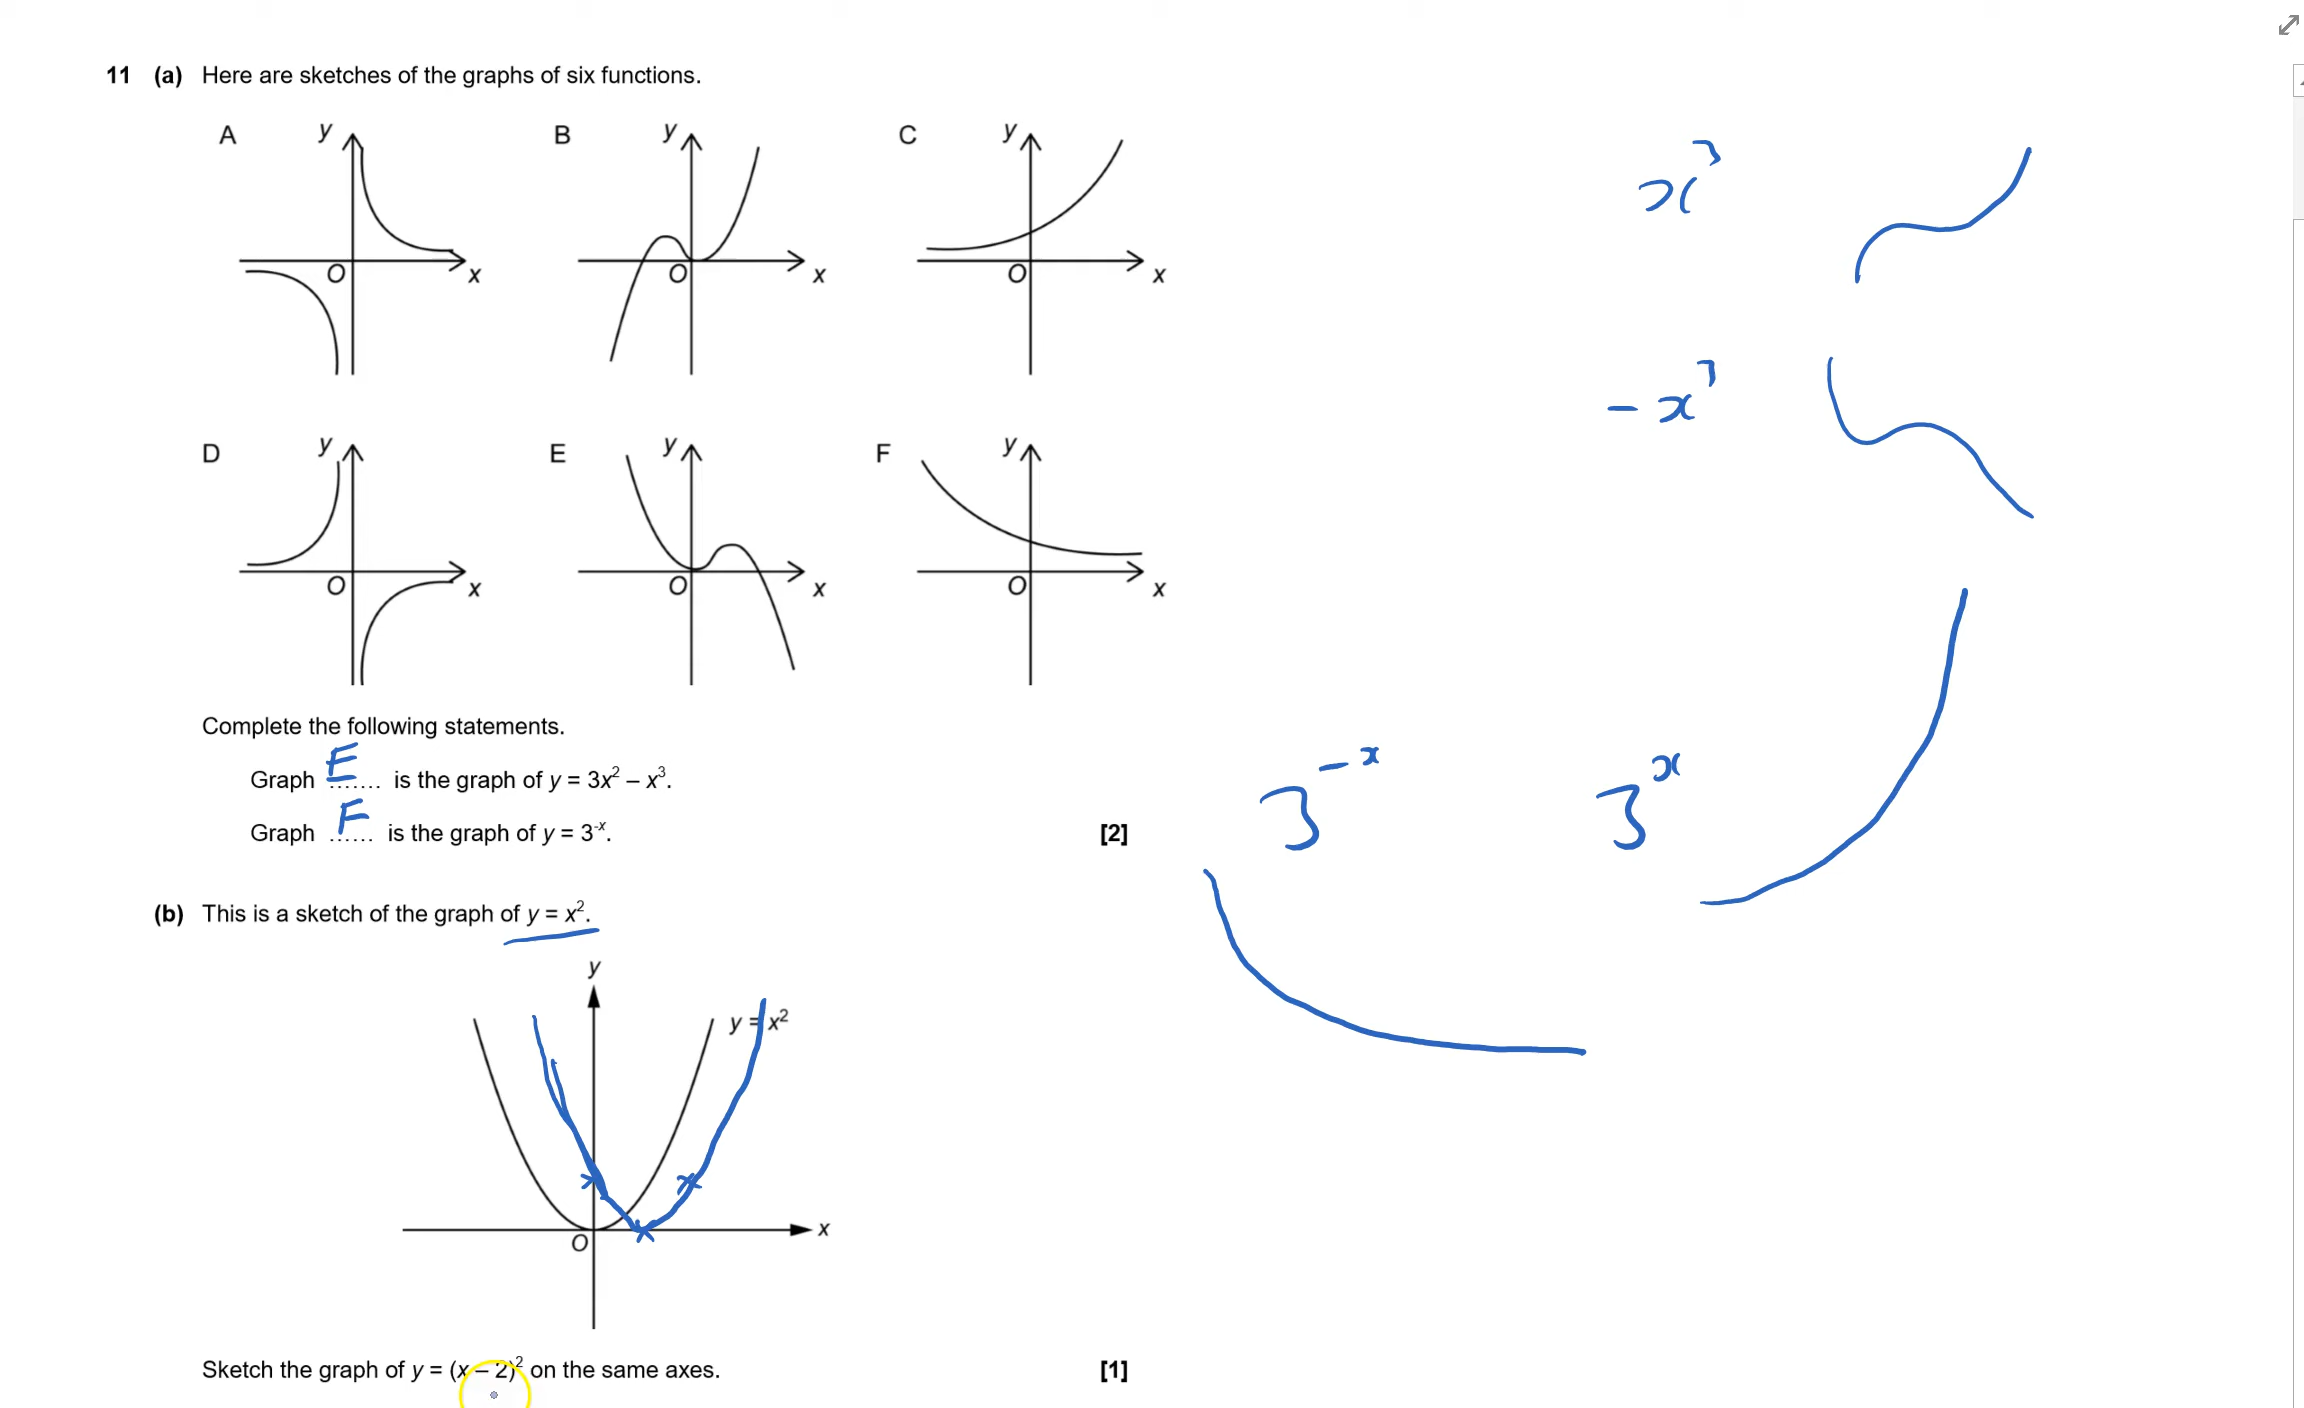 11 (a) Here are sketches of the graphs of six functions.
A y O x
B y O x
C y O x
D y O x
E y O x
F y O x
x³
– x³
Complete the following statements.
Graph E....... is the graph of y = 3x² – x³.
Graph F...... is the graph of y = 3⁻ˣ. [2]
3⁻ˣ 3ˣ
(b) This is a sketch of the graph of y = x².
y
y = x²
O x
Sketch the graph of y = (x – 2)² on the same axes. [1]